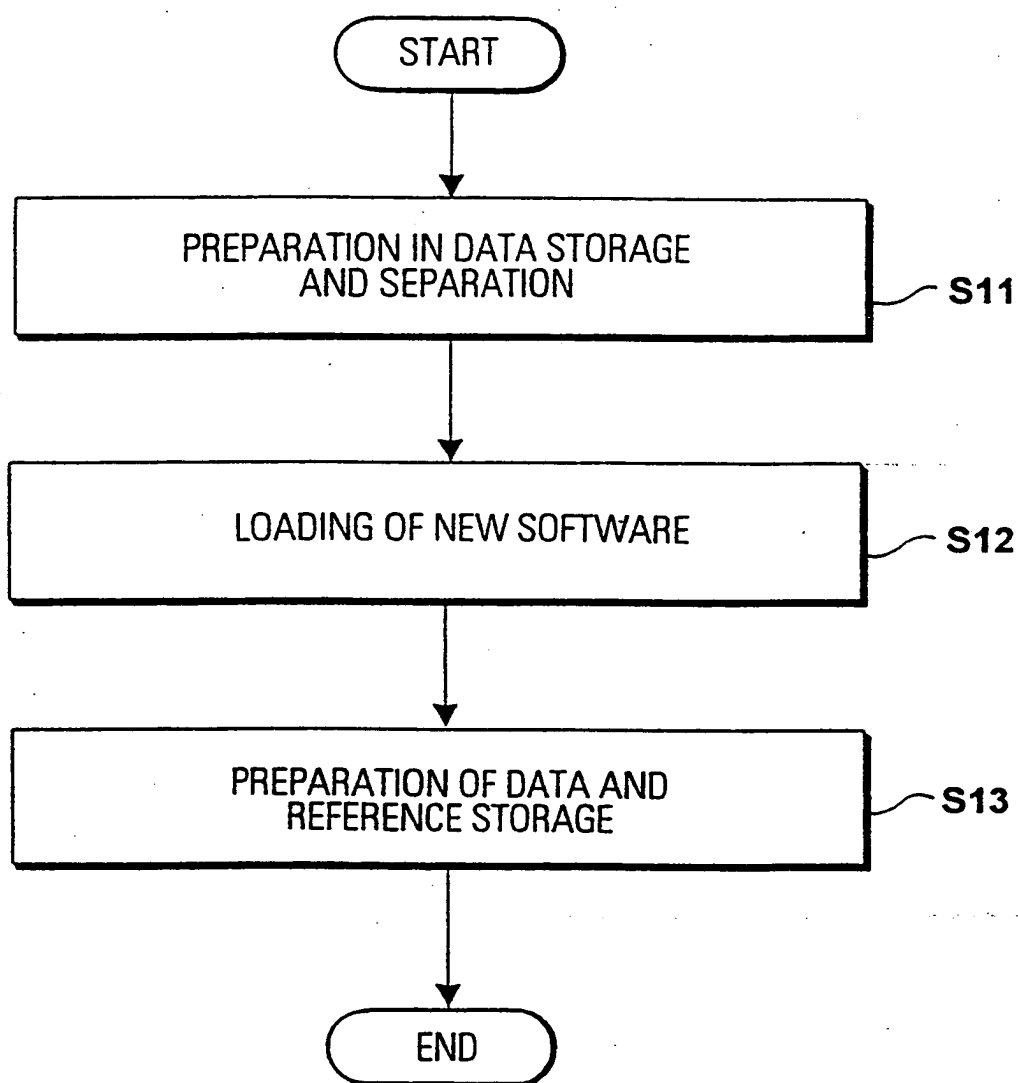 START
PREPARATION IN DATA STORAGE
AND SEPARATION
S11
LOADING OF NEW SOFTWARE
S12
PREPARATION OF DATA AND
REFERENCE STORAGE
S13
END